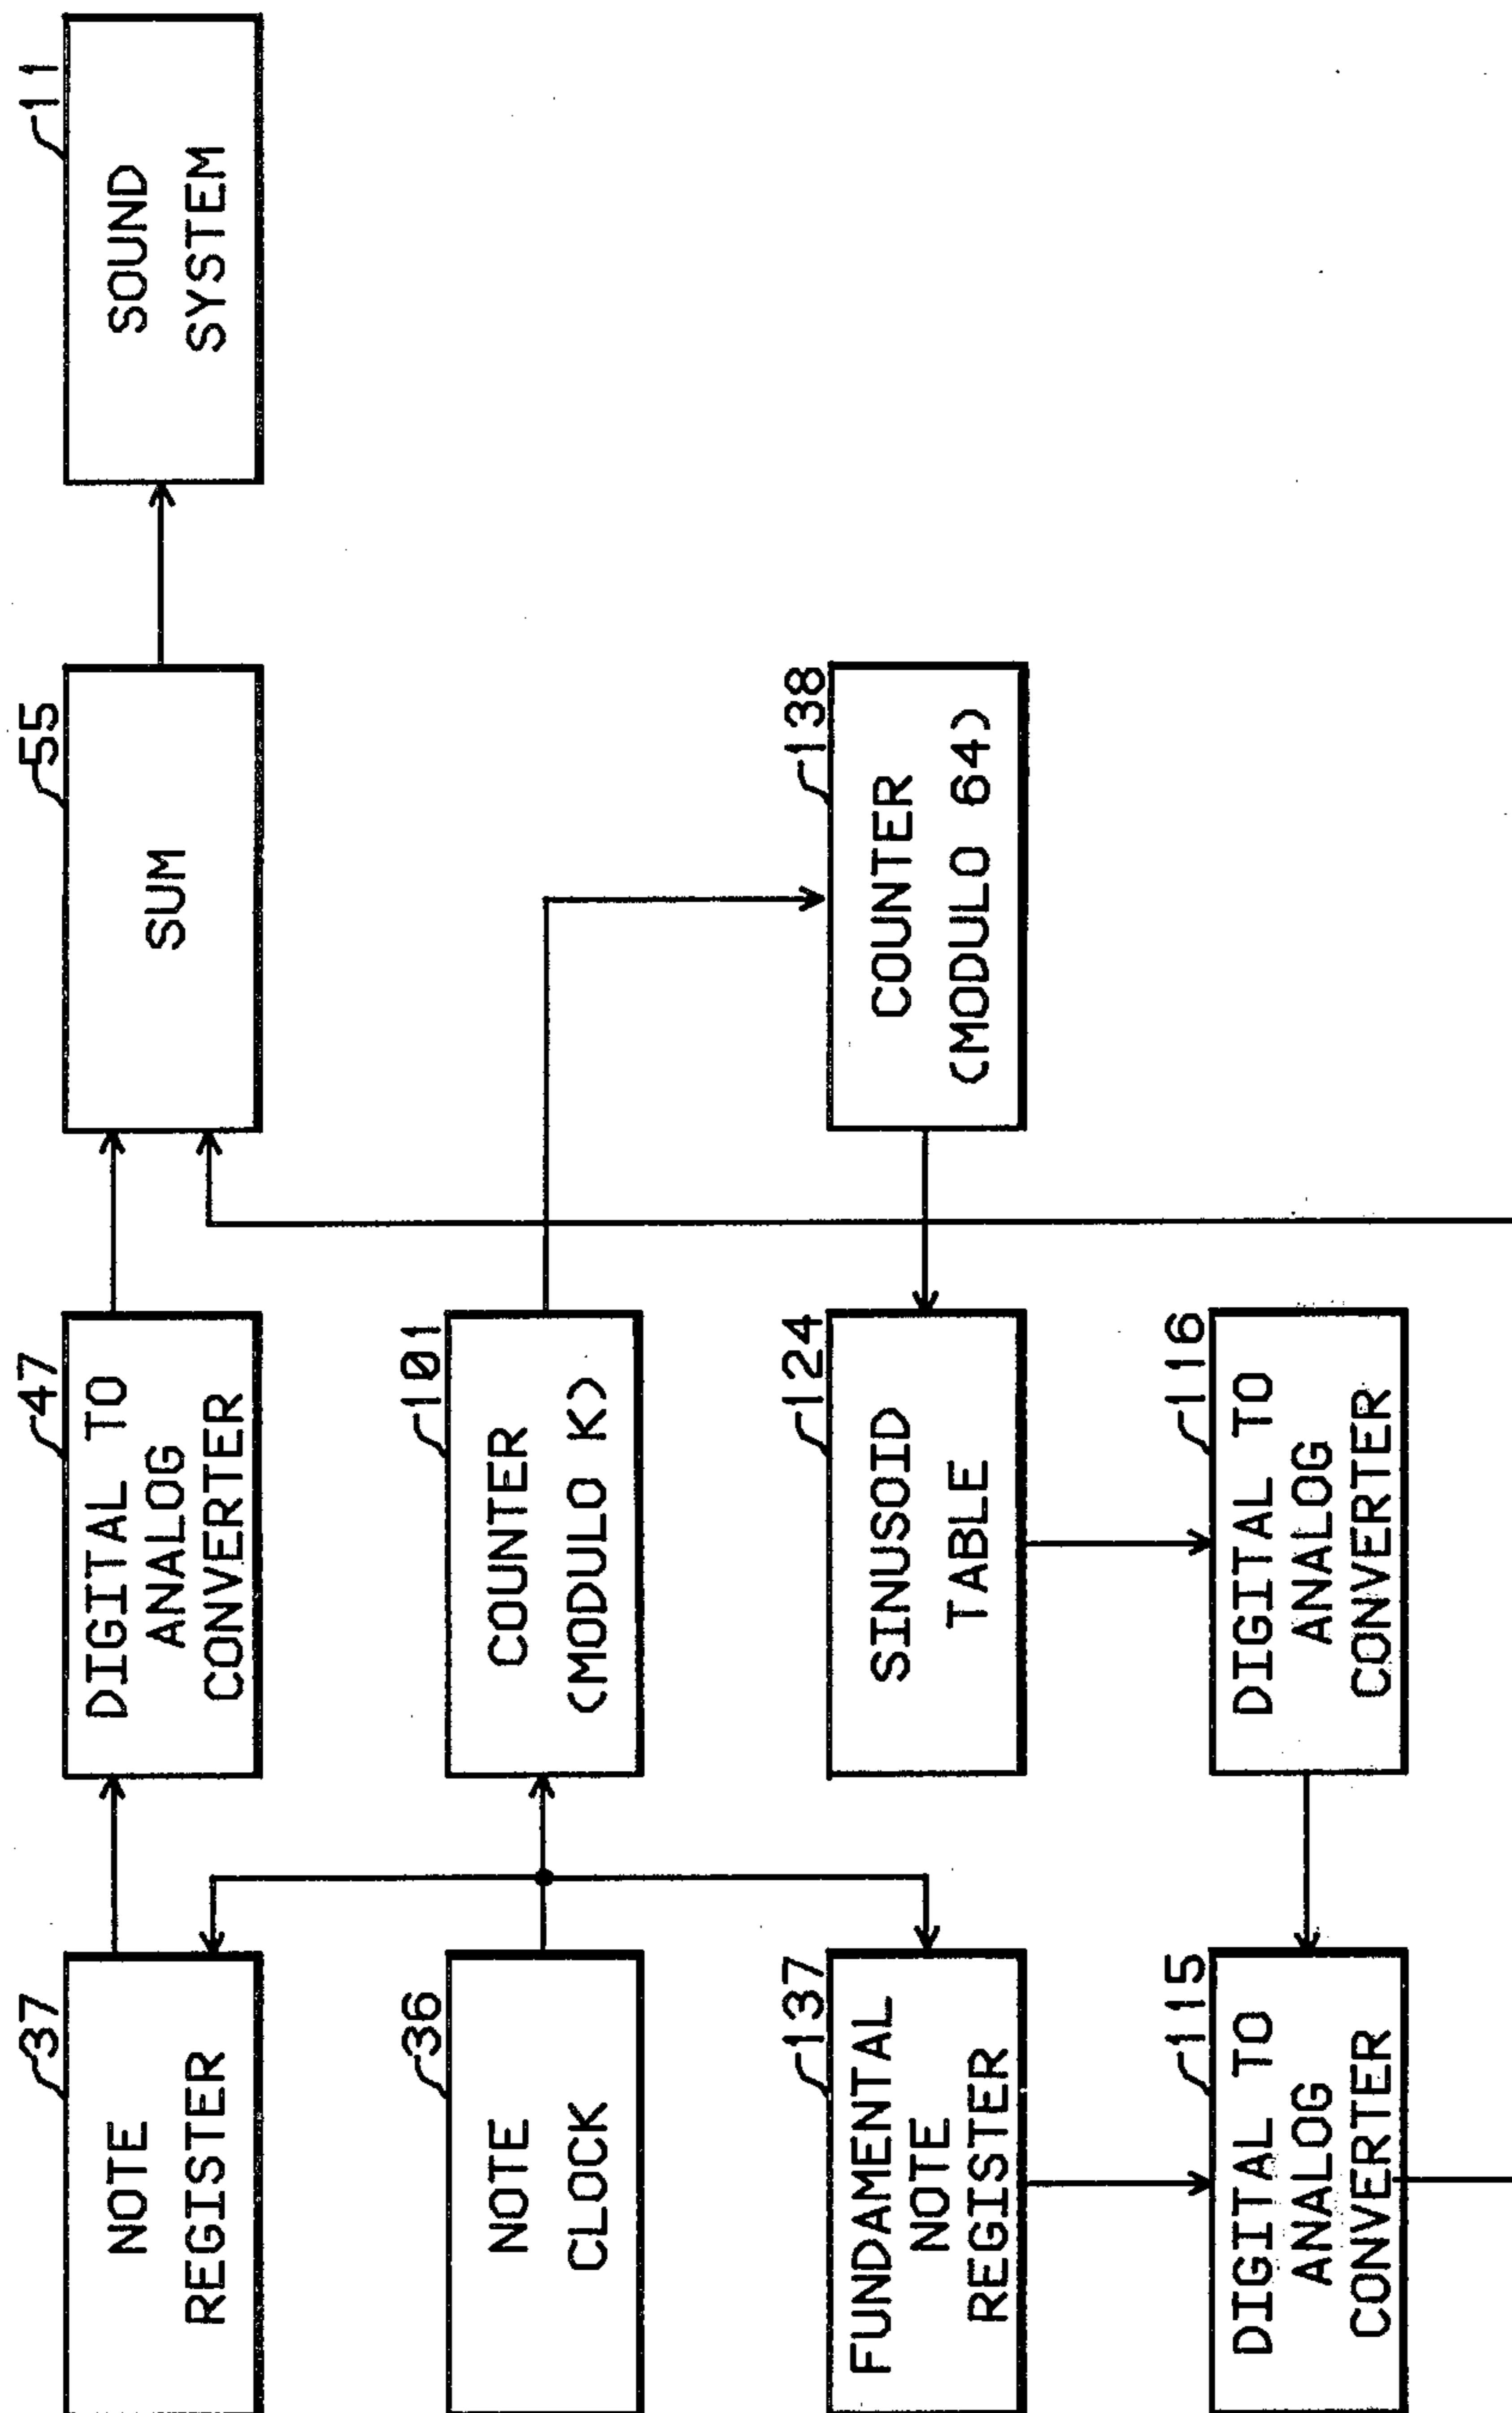 37
NOTE
REGISTER
47
DIGITAL TO
ANALOG
CONVERTER
55
SUM
11
SOUND
SYSTEM
36
NOTE
CLOCK
101
COUNTER
(MODULO K)
137
FUNDAMENTAL
NOTE
REGISTER
124
SINUSOID
TABLE
138
COUNTER
(MODULO 64)
115
DIGITAL TO
ANALOG
CONVERTER
116
DIGITAL TO
ANALOG
CONVERTER